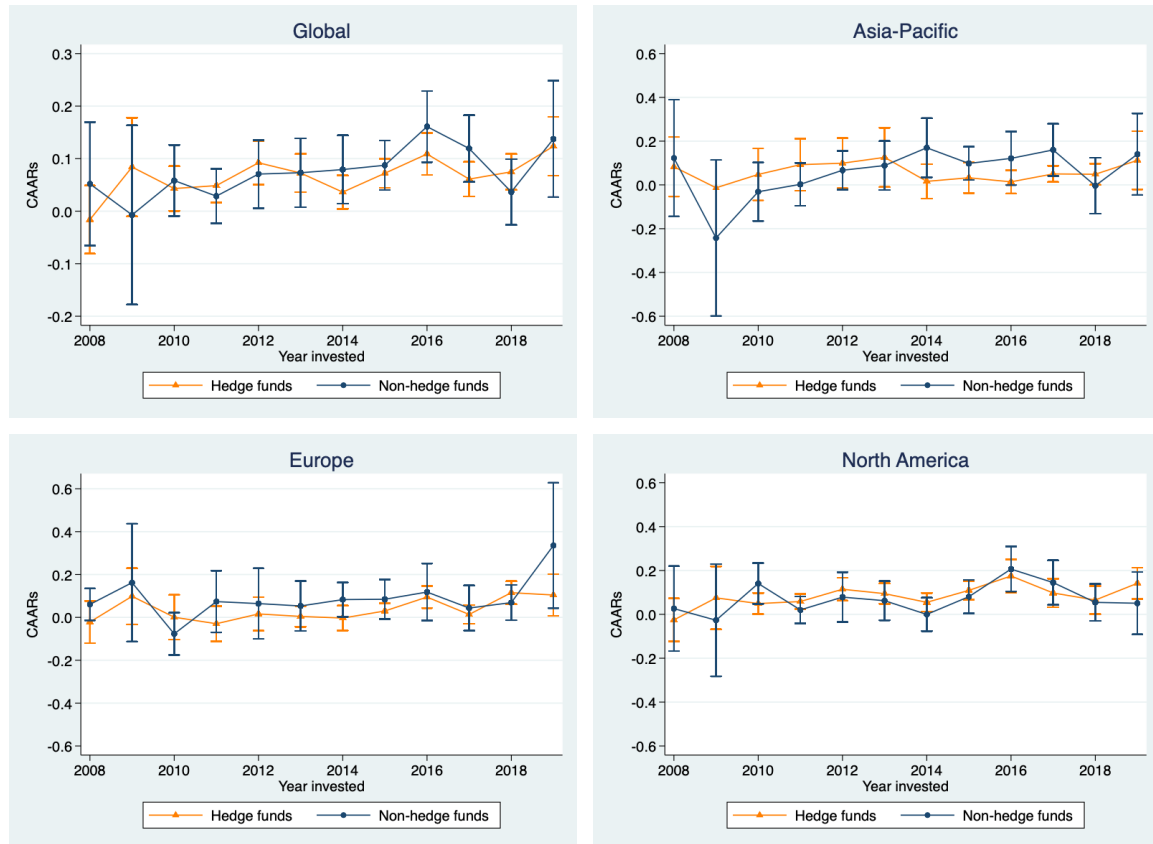 Global
CAARs
0.3
0.2
0.1
0.0
-0.1
-0.2
2008 2010 2012 2014 2016 2018
Year invested
Hedge funds Non-hedge funds
Asia-Pacific
CAARs
0.6
0.4
0.2
0.0
-0.2
-0.4
-0.6
2008 2010 2012 2014 2016 2018
Year invested
Hedge funds Non-hedge funds
Europe
CAARs
0.6
0.4
0.2
0.0
-0.2
-0.4
-0.6
2008 2010 2012 2014 2016 2018
Year invested
Hedge funds Non-hedge funds
North America
CAARs
0.6
0.4
0.2
0.0
-0.2
-0.4
-0.6
2008 2010 2012 2014 2016 2018
Year invested
Hedge funds Non-hedge funds